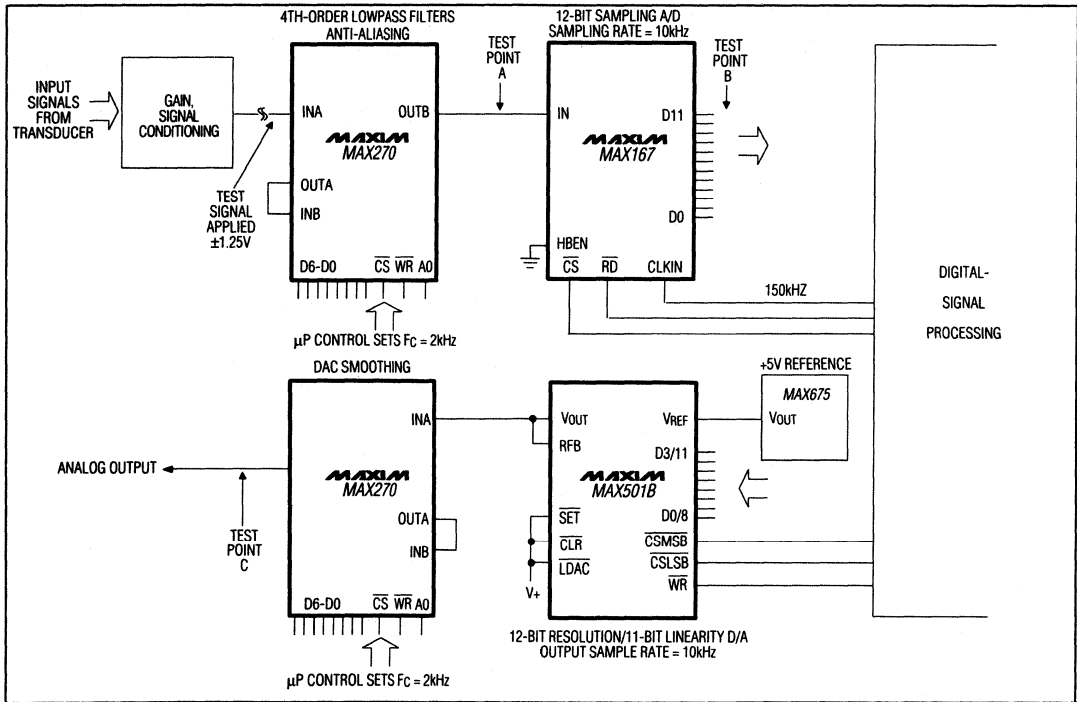 4TH-ORDER LOWPASS FILTERS
ANTI-ALIASING
12-BIT SAMPLING A/D
SAMPLING RATE = 10kHz
TEST
POINT
A
TEST
POINT
B
INPUT
SIGNALS
FROM
TRANSDUCER
GAIN,
SIGNAL
CONDITIONING
INA
OUTB
MAXIM
MAX270
OUTA
INB
D6-D0
CS
WR
A0
TEST
SIGNAL
APPLIED
±1.25V
µP CONTROL SETS FC = 2kHz
IN
D11
MAXIM
MAX167
D0
HBEN
CS
RD
CLKIN
150kHZ
DIGITAL-
SIGNAL
PROCESSING
DAC SMOOTHING
INA
MAXIM
MAX270
OUTA
INB
D6-D0
CS
WR
A0
ANALOG OUTPUT
TEST
POINT
C
µP CONTROL SETS FC = 2kHz
VOUT
VREF
RFB
D3/11
MAXIM
MAX501B
D0/8
SET
CLR
LDAC
CSMSB
CSLSB
WR
V+
+5V REFERENCE
MAX675
VOUT
12-BIT RESOLUTION/11-BIT LINEARITY D/A
OUTPUT SAMPLE RATE = 10kHz